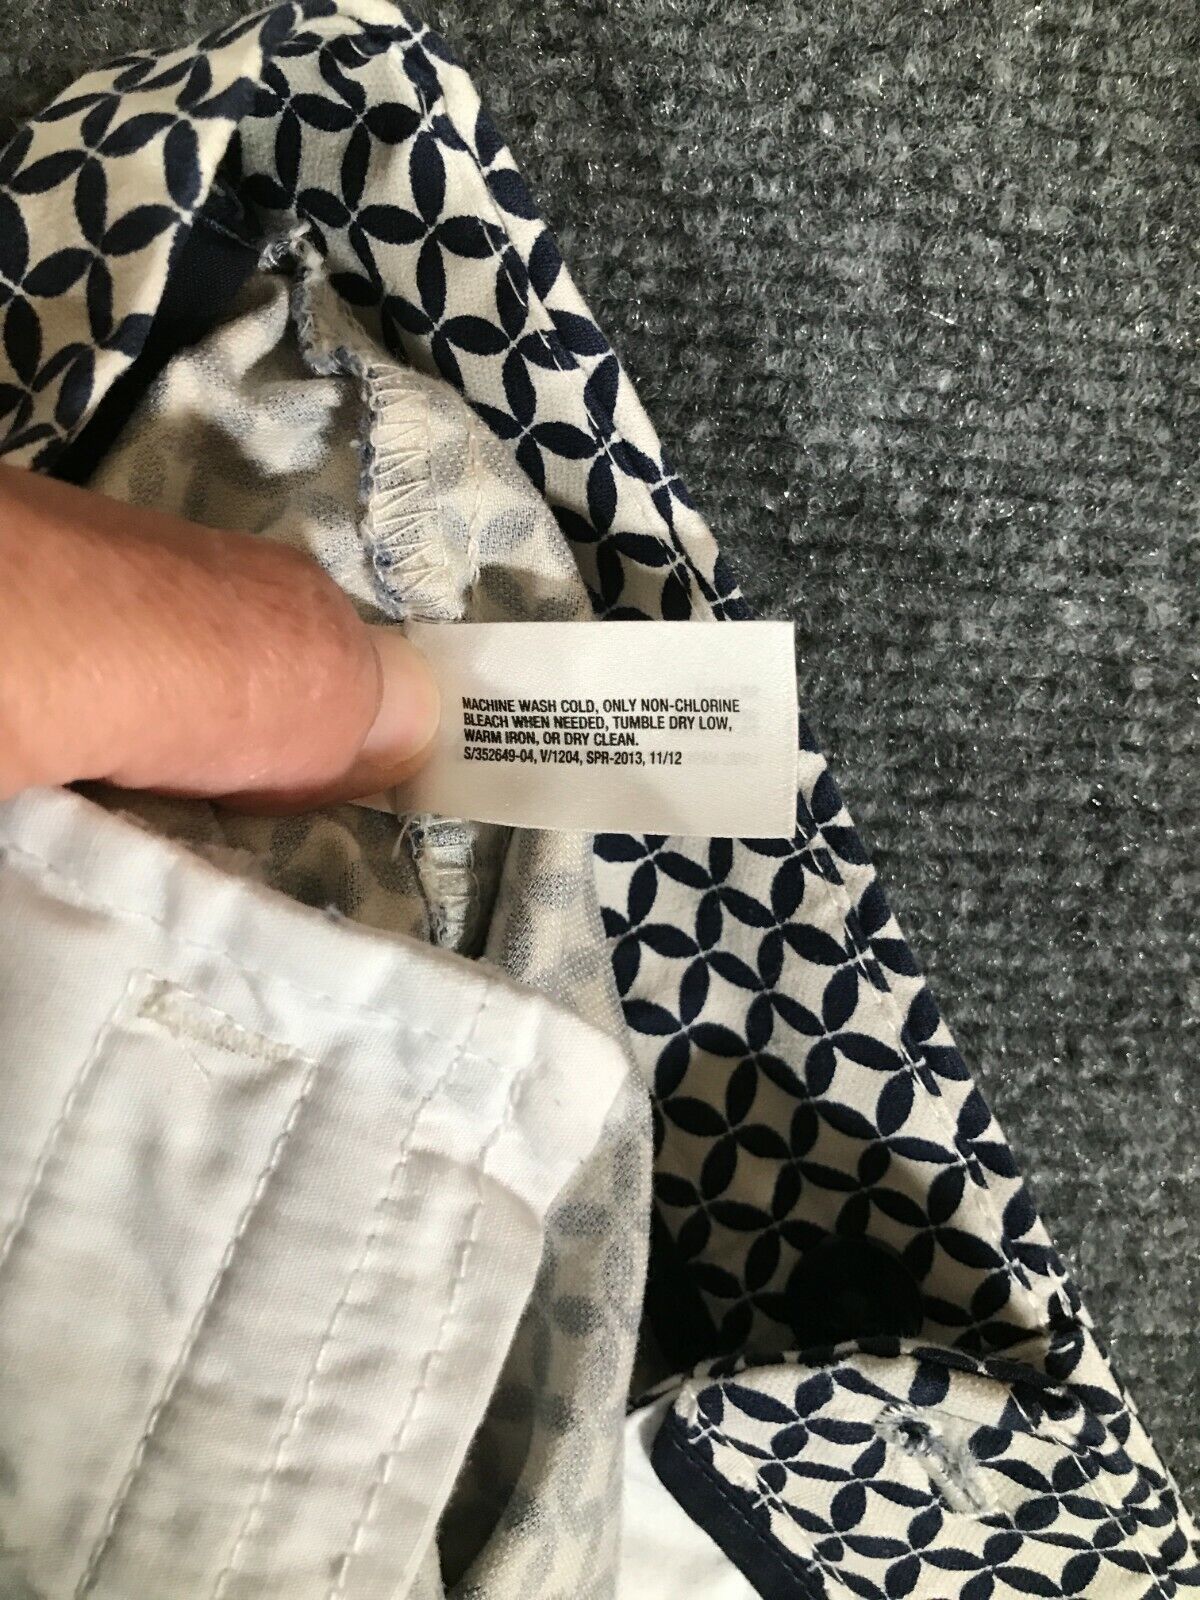 MACHINE WASH COLD, ONLY NON-CHLORINE
BLEACH WHEN NEEDED, TUMBLE DRY LOW,
WARM IRON, OR DRY CLEAN.
S/352649-04, V/1204, SPR-2013, 11/12